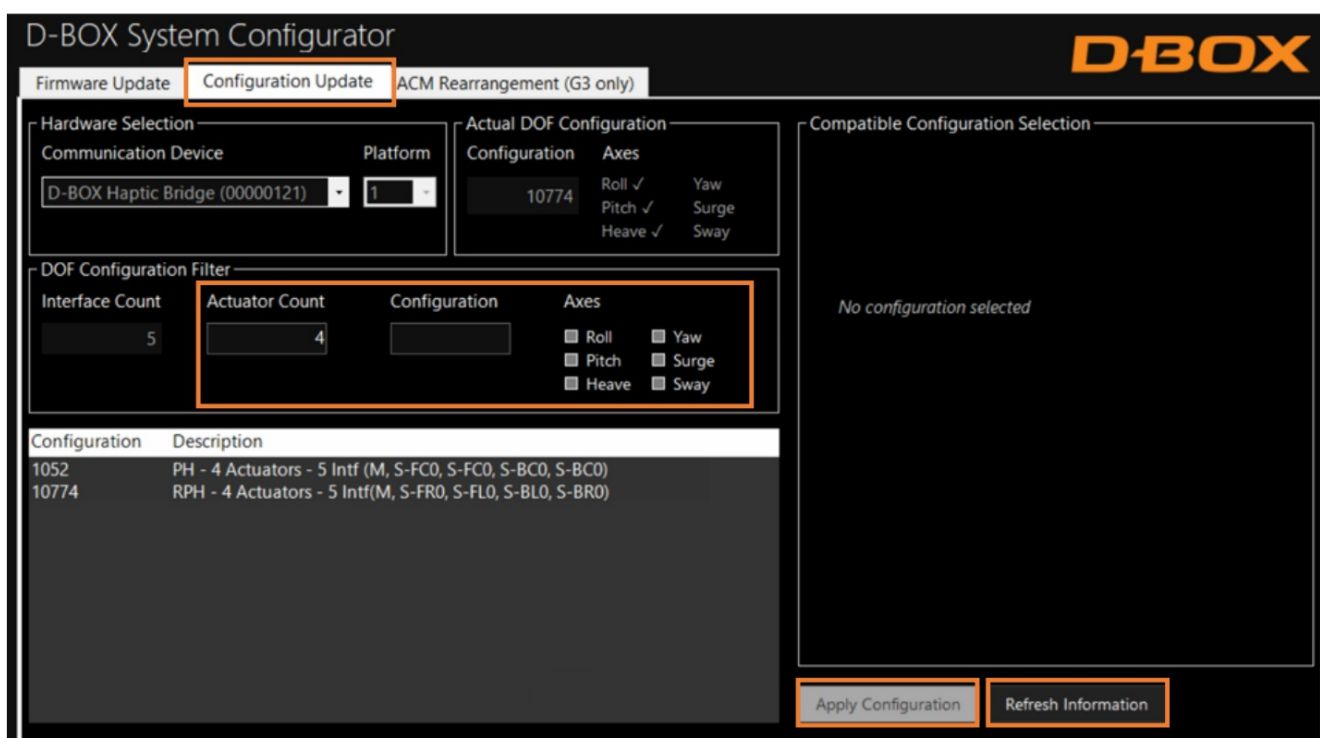 D-BOX System Configurator
D-BOX
Firmware Update
Configuration Update
ACM Rearrangement (G3 only)
Hardware Selection
Communication Device
Platform
D-BOX Haptic Bridge (00000121)
1
Actual DOF Configuration
Configuration
Axes
10774
Roll ✓
Yaw
Pitch ✓
Surge
Heave ✓
Sway
DOF Configuration Filter
Interface Count
Actuator Count
Configuration
Axes
5
4
Roll
Yaw
Pitch
Surge
Heave
Sway
Configuration
Description
1052
PH - 4 Actuators - 5 Intf (M, S-FC0, S-FC0, S-BC0, S-BC0)
10774
RPH - 4 Actuators - 5 Intf(M, S-FR0, S-FL0, S-BL0, S-BR0)
Compatible Configuration Selection
No configuration selected
Apply Configuration
Refresh Information